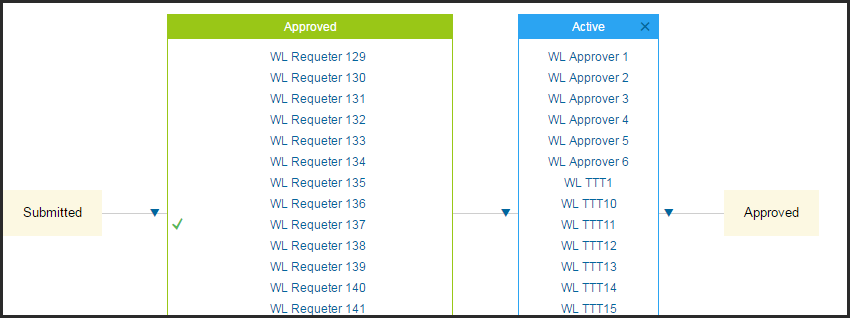 Submitted
Approved
WL Requeter 129
WL Requeter 130
WL Requeter 131
WL Requeter 132
WL Requeter 133
WL Requeter 134
WL Requeter 135
WL Requeter 136
WL Requeter 137
WL Requeter 138
WL Requeter 139
WL Requeter 140
WL Requeter 141
Active
WL Approver 1
WL Approver 2
WL Approver 3
WL Approver 4
WL Approver 5
WL Approver 6
WL TTT1
WL TTT10
WL TTT11
WL TTT12
WL TTT13
WL TTT14
WL TTT15
Approved